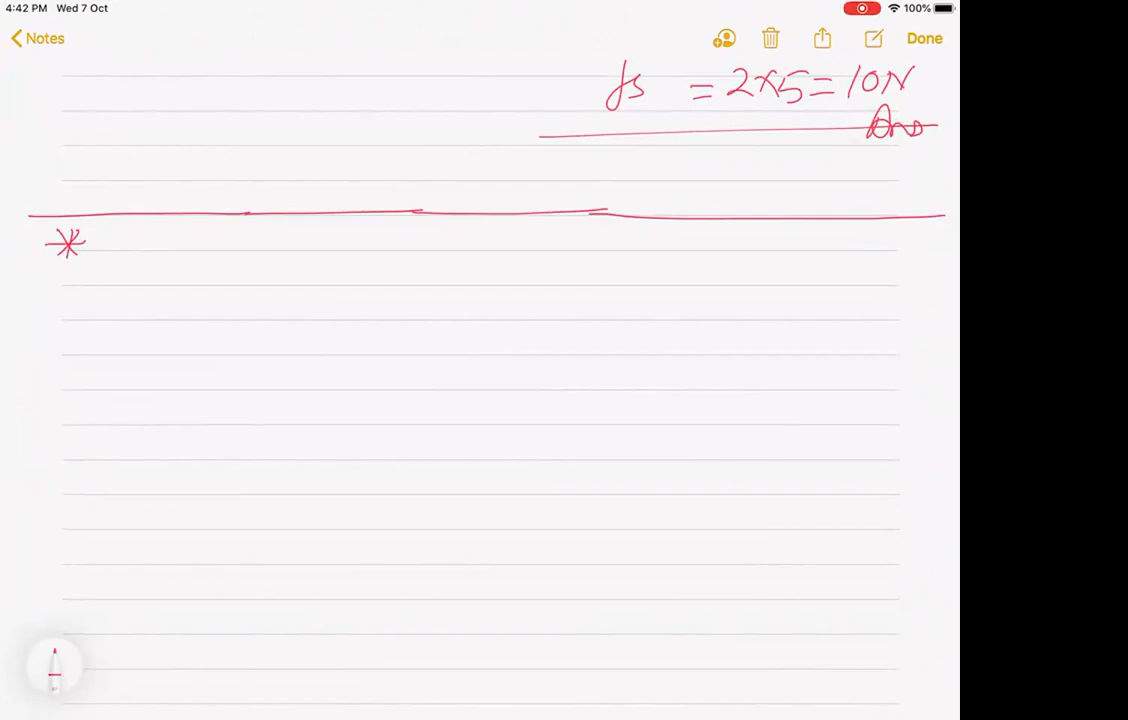 4:42 PM Wed 7 Oct 100%
Notes Done
fs = 2×5 = 10N
Ans
*